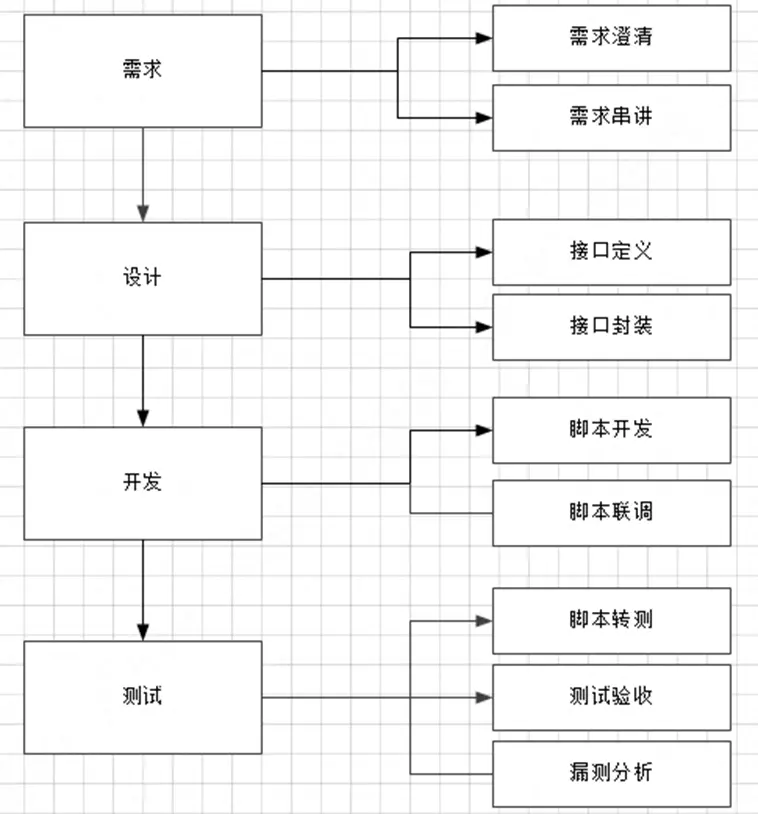 需求
需求澄清
需求串讲
设计
接口定义
接口封装
开发
脚本开发
脚本联调
测试
脚本转测
测试验收
漏测分析